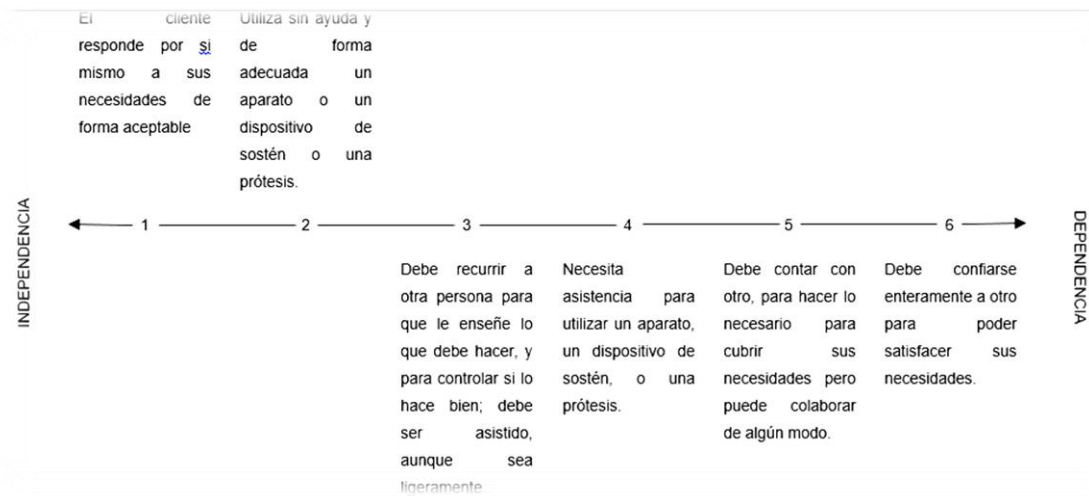 El cliente
responde por si
mismo a sus
necesidades de
forma aceptable
Utiliza sin ayuda y
de forma
adecuada un
aparato o un
dispositivo de
sostén o una
prótesis.
INDEPENDENCIA
1 2 3 4 5 6
DEPENDENCIA
Debe recurrir a
otra persona para
que le enseñe lo
que debe hacer, y
para controlar si lo
hace bien; debe
ser asistido,
aunque sea
ligeramente
Necesita
asistencia para
utilizar un aparato,
un dispositivo de
sostén, o una
prótesis.
Debe contar con
otro, para hacer lo
necesario para
cubrir sus
necesidades pero
puede colaborar
de algún modo.
Debe confiarse
enteramente a otro
para poder
satisfacer sus
necesidades.